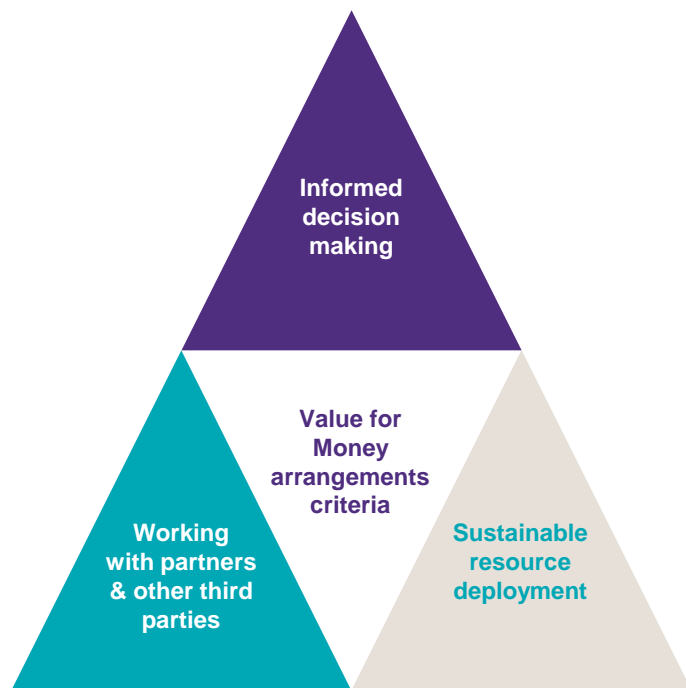 Informed
decision
making
Value for
Money
arrangements
criteria
Working
with partners
& other third
parties
Sustainable
resource
deployment